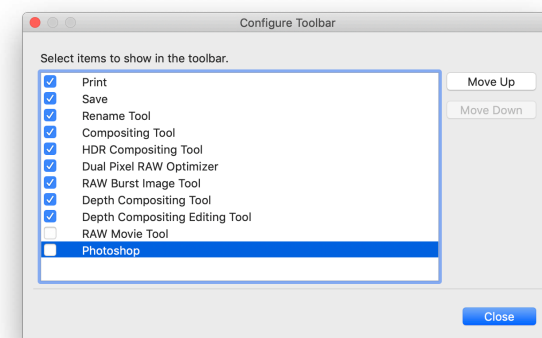 Configure Toolbar
Select items to show in the toolbar.
Print
Save
Rename Tool
Compositing Tool
HDR Compositing Tool
Dual Pixel RAW Optimizer
RAW Burst Image Tool
Depth Compositing Tool
Depth Compositing Editing Tool
RAW Movie Tool
Photoshop
Move Up
Move Down
Close